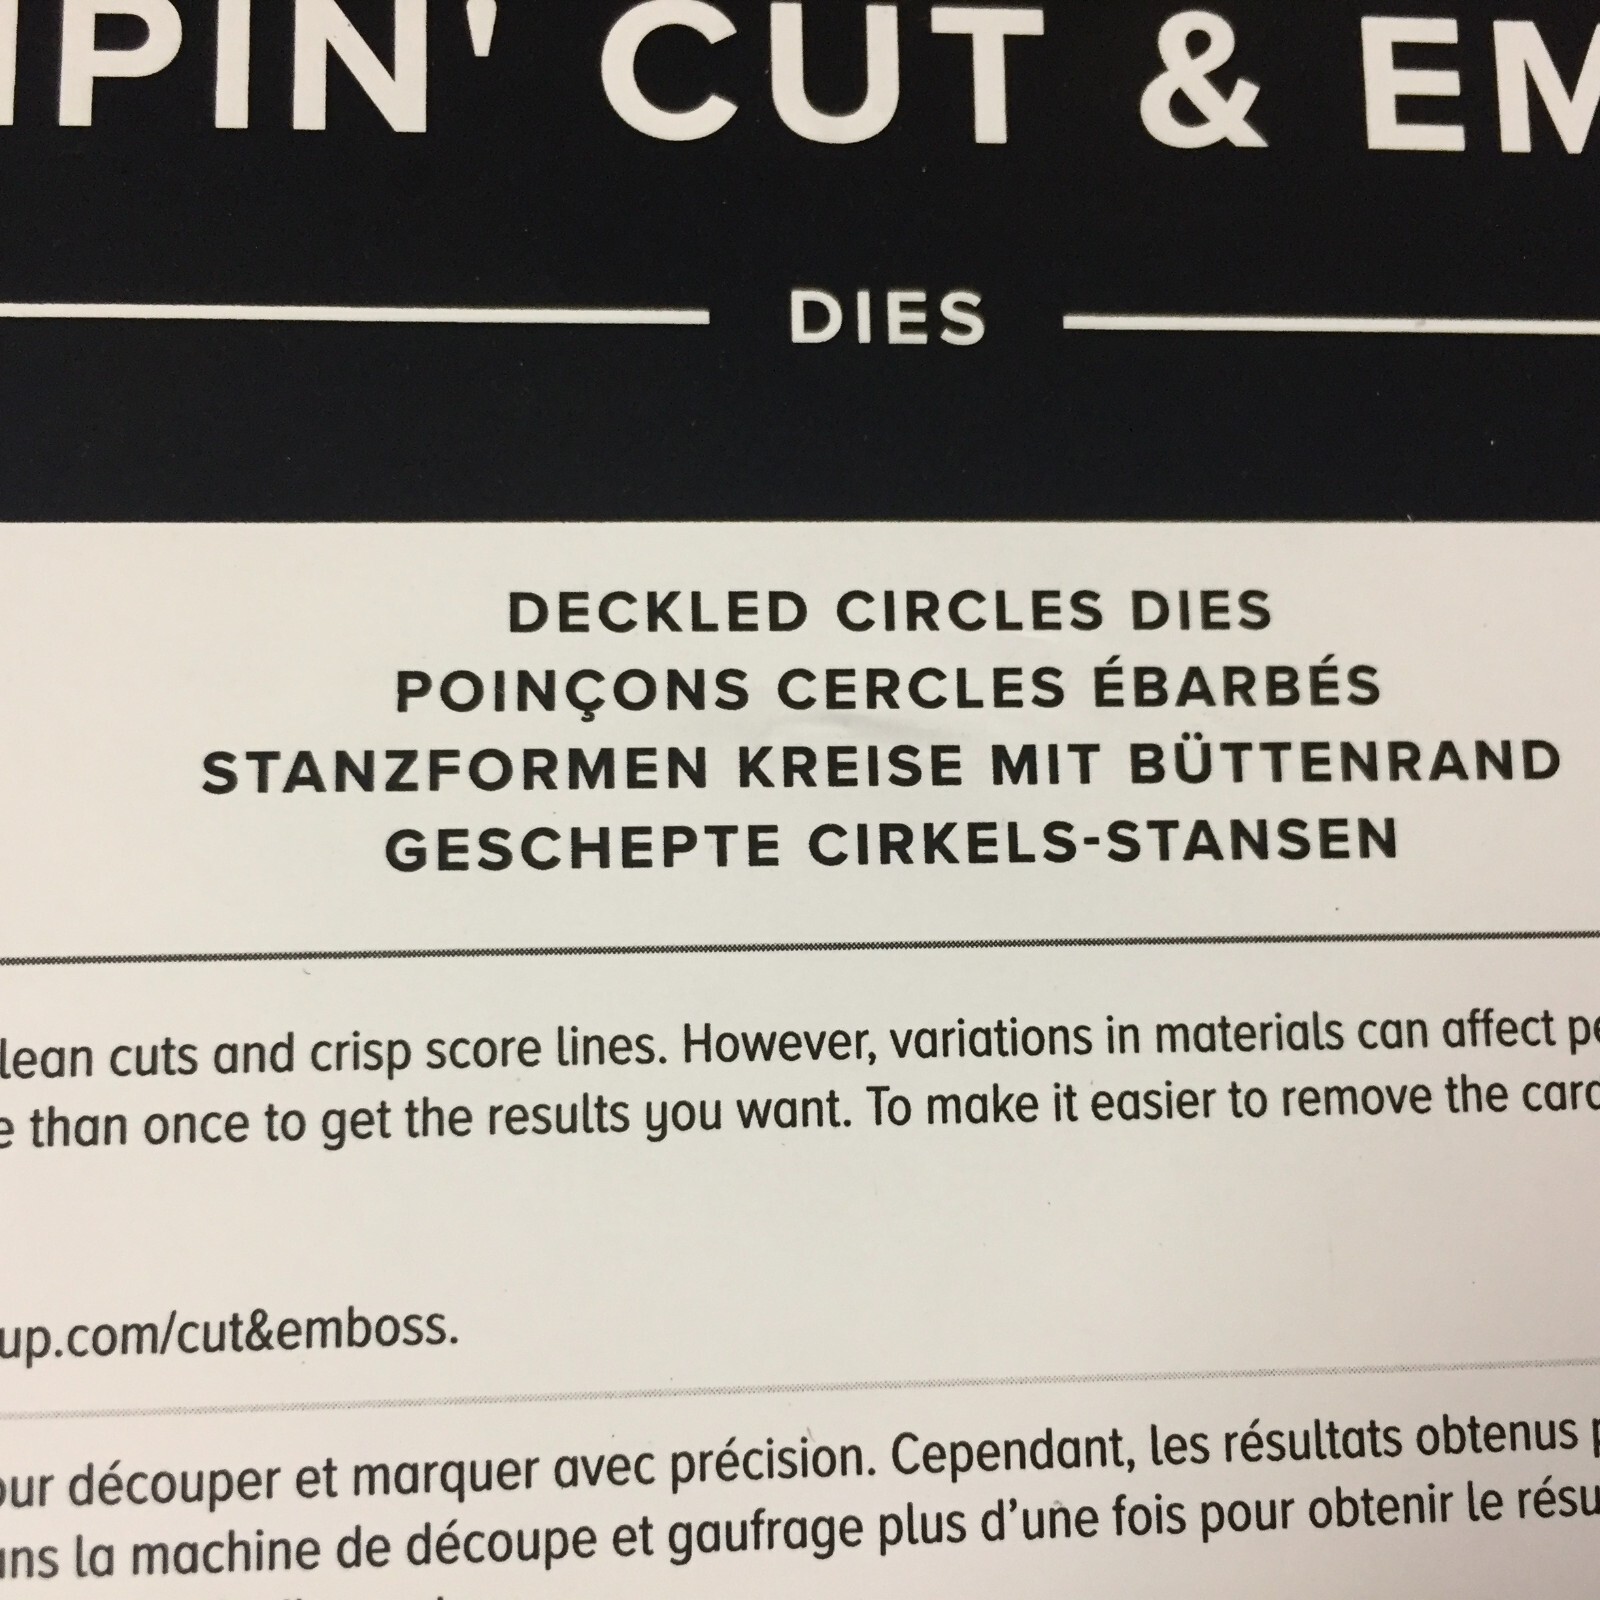 PIN' CUT & EM
DIES
DECKLED CIRCLES DIES
POINÇONS CERCLES ÉBARBÉS
STANZFORMEN KREISE MIT BÜTTENRAND
GESCHEPTE CIRKELS-STANSEN
lean cuts and crisp score lines. However, variations in materials can affect pe
e than once to get the results you want. To make it easier to remove the card
up.com/cut&emboss.
our découper et marquer avec précision. Cependant, les résultats obtenus p
ans la machine de découpe et gaufrage plus d'une fois pour obtenir le résu